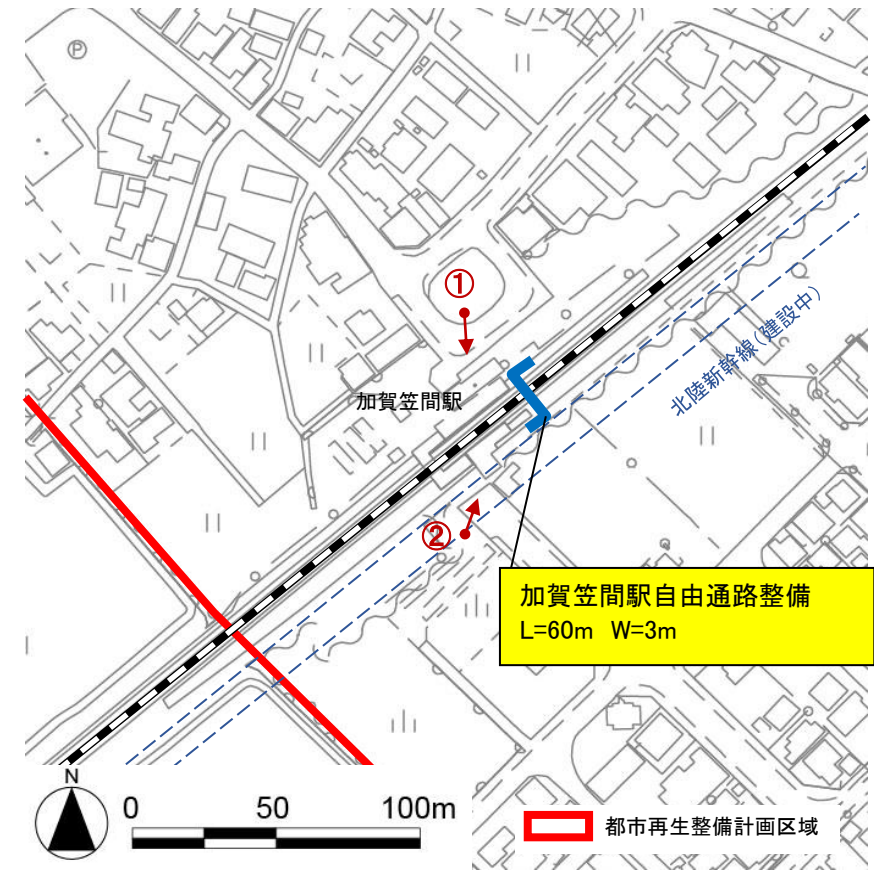 Ⓟ
①
加賀笠間駅
北陸新幹線(建設中)
②
加賀笠間駅自由通路整備
L=60m W=3m
N
0 50 100m
都市再生整備計画区域